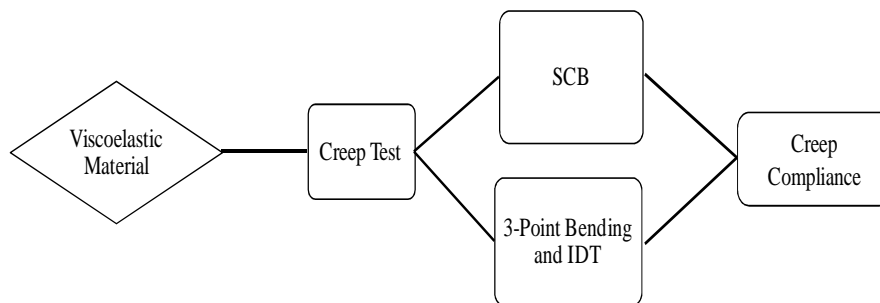 Viscoelastic
Material
Creep Test
SCB
3-Point Bending
and IDT
Creep
Compliance